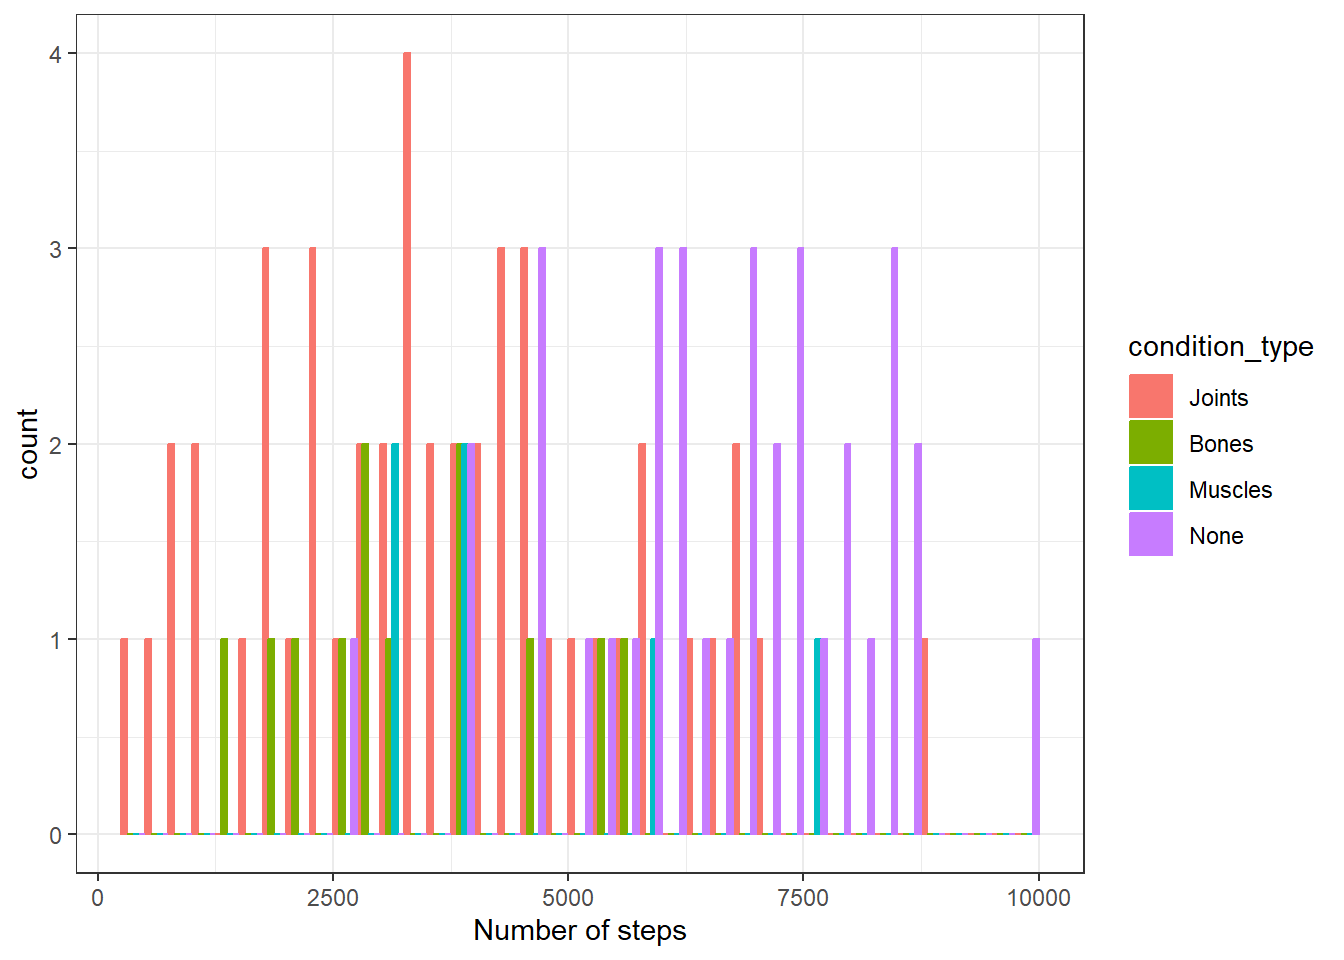 4
3
2
1
0
count
0 2500 5000 7500 10000
Number of steps
condition_type
Joints
Bones
Muscles
None